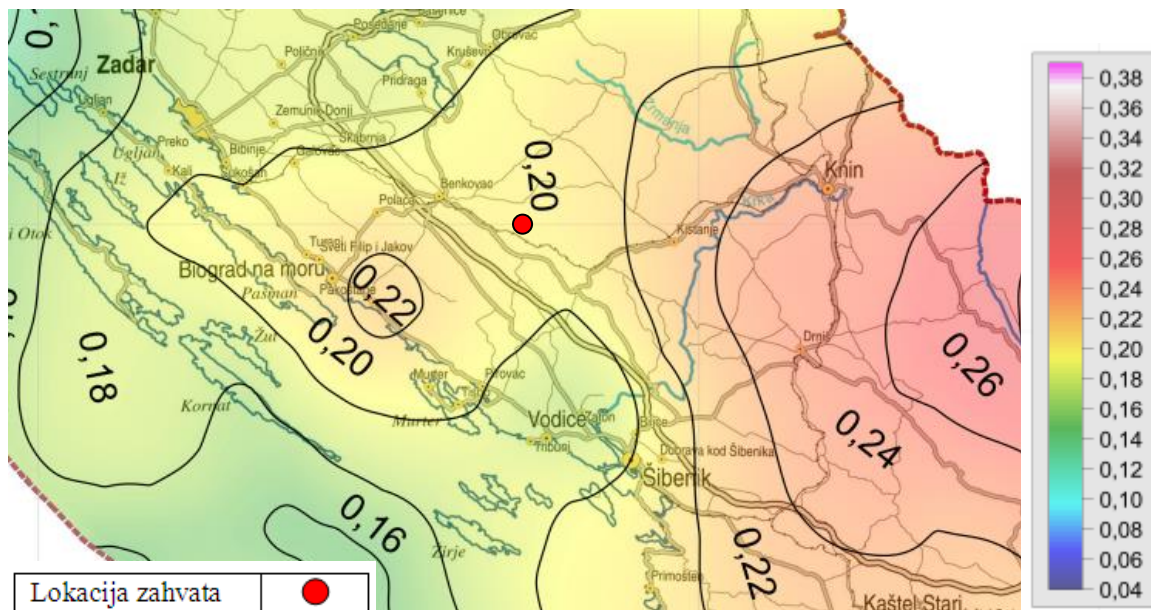 Posedarje
Obrovac
Poličnik
Kruševo
Zadar
Sestrunj
Pridraga
Ugljan
Zemunik Donji
Zrmanja
Škabrnja
Preko
Bibinje
Ugljan
Galovac
Kali
Sukošan
Iž
Benkovac
0,20
Knin
Krka
Polača
i Otok
Turanj
Sveti Filip i Jakov
Kistanje
Biograd na moru
Pakoštane
0,22
Pašman
0,18
Žut
0,20
Drniš
0,26
Kornat
Murter
Pirovac
Tisno
Murter
Vodice
Zaton
Bilice
Tribunj
0,24
Dubrava kod Šibenika
Šibenik
0,16
Žirje
0,22
Primošten
Kaštel Stari
Lokacija zahvata
0,38
0,36
0,34
0,32
0,30
0,28
0,26
0,24
0,22
0,20
0,18
0,16
0,14
0,12
0,10
0,08
0,06
0,04